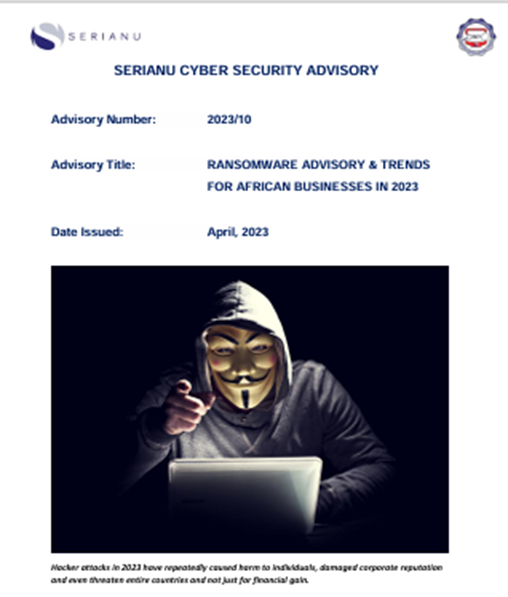 SERIANU
SERIANU CYBER SECURITY ADVISORY
Advisory Number: 2023/10
Advisory Title: RANSOMWARE ADVISORY & TRENDS
FOR AFRICAN BUSINESSES IN 2023
Date Issued: April, 2023
Hacker attacks in 2023 have repeatedly caused harm to individuals, damaged corporate reputation
and even threaten entire countries and not just for financial gain.